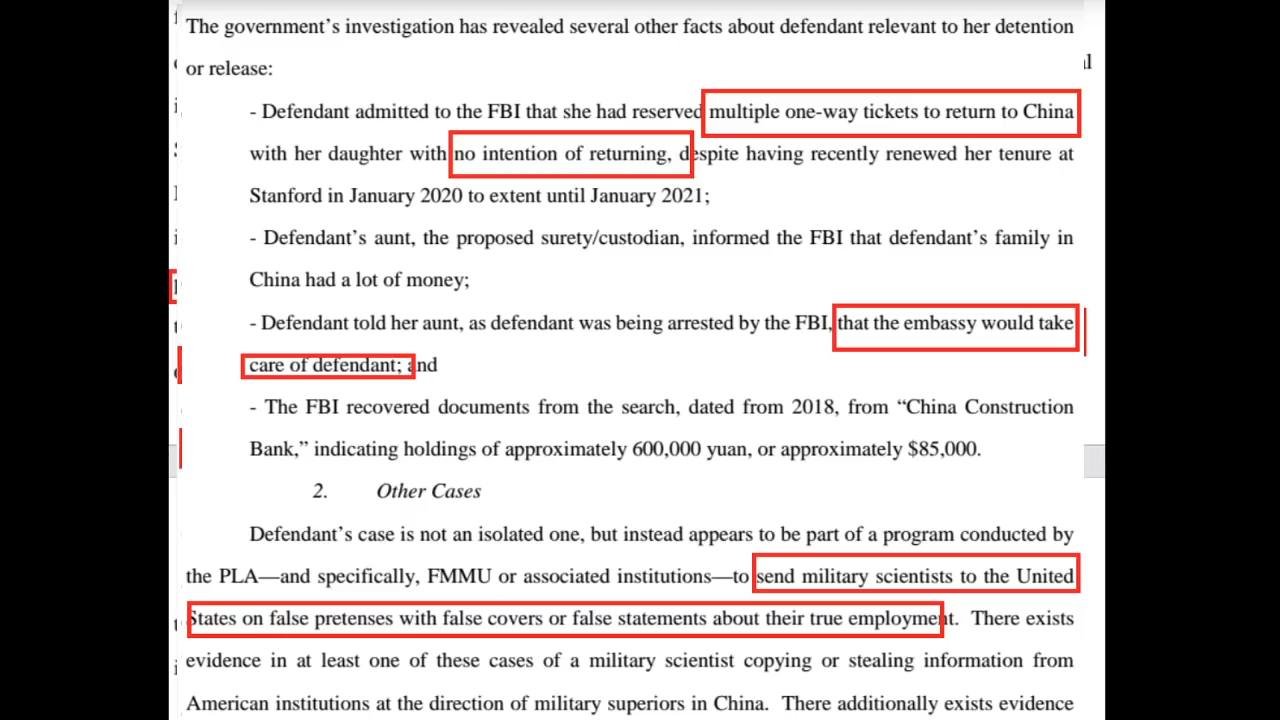 The government’s investigation has revealed several other facts about defendant relevant to her detention
or release:
- Defendant admitted to the FBI that she had reserved multiple one-way tickets to return to China
with her daughter with no intention of returning, despite having recently renewed her tenure at
Stanford in January 2020 to extent until January 2021;
- Defendant’s aunt, the proposed surety/custodian, informed the FBI that defendant’s family in
China had a lot of money;
- Defendant told her aunt, as defendant was being arrested by the FBI, that the embassy would take
care of defendant; and
- The FBI recovered documents from the search, dated from 2018, from “China Construction
Bank,” indicating holdings of approximately 600,000 yuan, or approximately $85,000.
2. Other Cases
Defendant’s case is not an isolated one, but instead appears to be part of a program conducted by
the PLA—and specifically, FMMU or associated institutions—to send military scientists to the United
States on false pretenses with false covers or false statements about their true employment. There exists
evidence in at least one of these cases of a military scientist copying or stealing information from
American institutions at the direction of military superiors in China. There additionally exists evidence